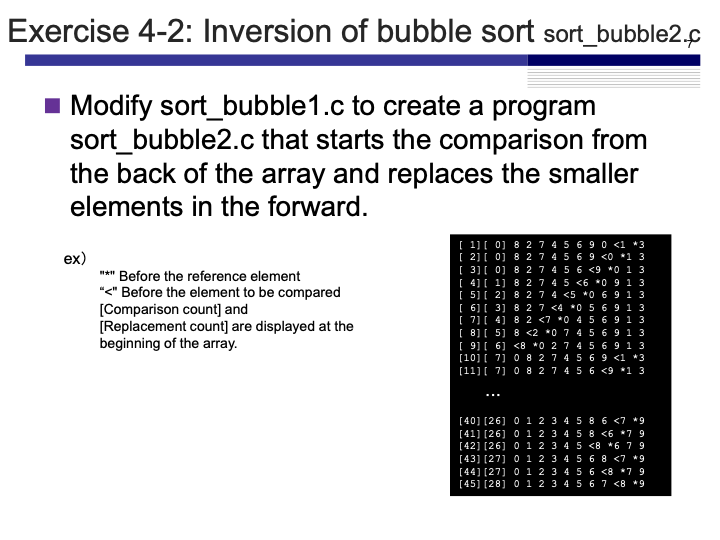 Exercise 4-2: Inversion of bubble sort sort_bubble2.c
7
Modify sort_bubble1.c to create a program
sort_bubble2.c that starts the comparison from
the back of the array and replaces the smaller
elements in the forward.
ex）
"*" Before the reference element
“<" Before the element to be compared
[Comparison count] and
[Replacement count] are displayed at the
beginning of the array.
[ 1][ 0] 8 2 7 4 5 6 9 0 <1 *3
[ 2][ 0] 8 2 7 4 5 6 9 <0 *1 3
[ 3][ 0] 8 2 7 4 5 6 <9 *0 1 3
[ 4][ 1] 8 2 7 4 5 <6 *0 9 1 3
[ 5][ 2] 8 2 7 4 <5 *0 6 9 1 3
[ 6][ 3] 8 2 7 <4 *0 5 6 9 1 3
[ 7][ 4] 8 2 <7 *0 4 5 6 9 1 3
[ 8][ 5] 8 <2 *0 7 4 5 6 9 1 3
[ 9][ 6] <8 *0 2 7 4 5 6 9 1 3
[10][ 7] 0 8 2 7 4 5 6 9 <1 *3
[11][ 7] 0 8 2 7 4 5 6 <9 *1 3
...
[40][26] 0 1 2 3 4 5 8 6 <7 *9
[41][26] 0 1 2 3 4 5 8 <6 *7 9
[42][26] 0 1 2 3 4 5 <8 *6 7 9
[43][27] 0 1 2 3 4 5 6 8 <7 *9
[44][27] 0 1 2 3 4 5 6 <8 *7 9
[45][28] 0 1 2 3 4 5 6 7 <8 *9